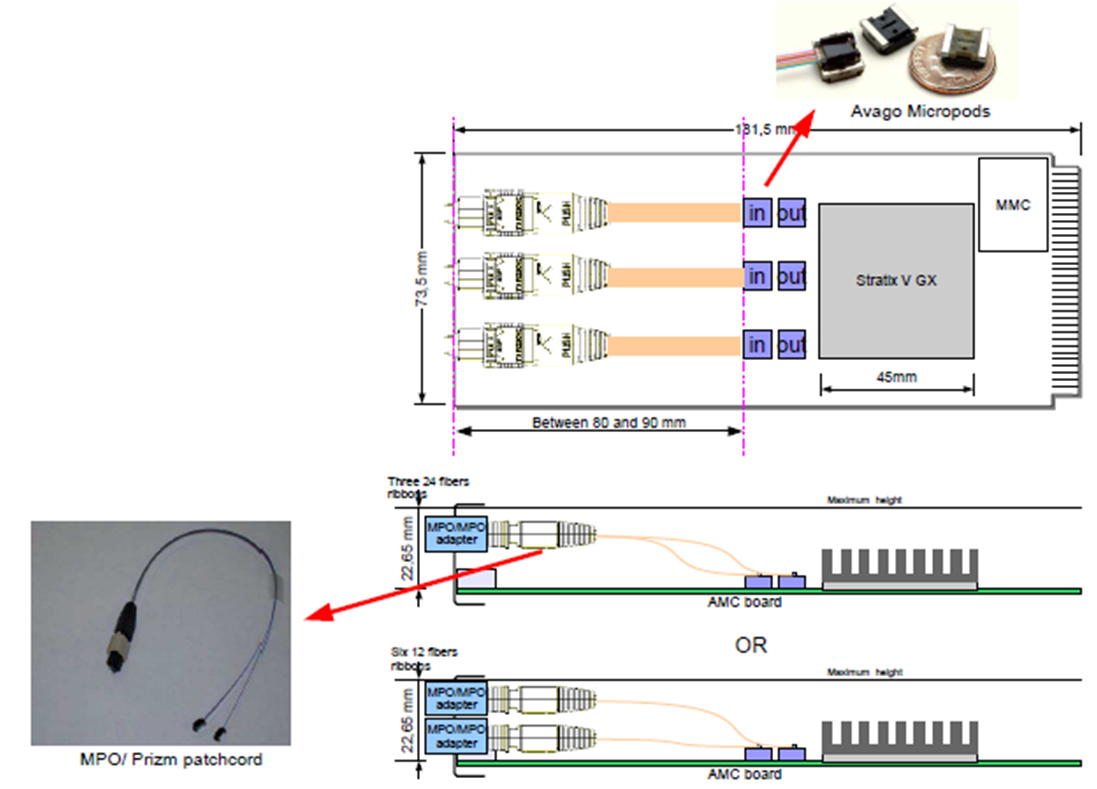 Avago Micropods
181,5 mm
MMC
in out
PUSH
73,5 mm
Stratix V GX
in out
PUSH
in out
PUSH
45mm
Between 80 and 90 mm
Three 24 fibers
ribbons
Maximum height
MPO/MPO
adapter
22,65 mm
AMC board
OR
Six 12 fibers
ribbons
Maximum height
MPO/MPO
adapter
MPO/MPO
adapter
22,65 mm
AMC board
MPO/ Prizm patchcord